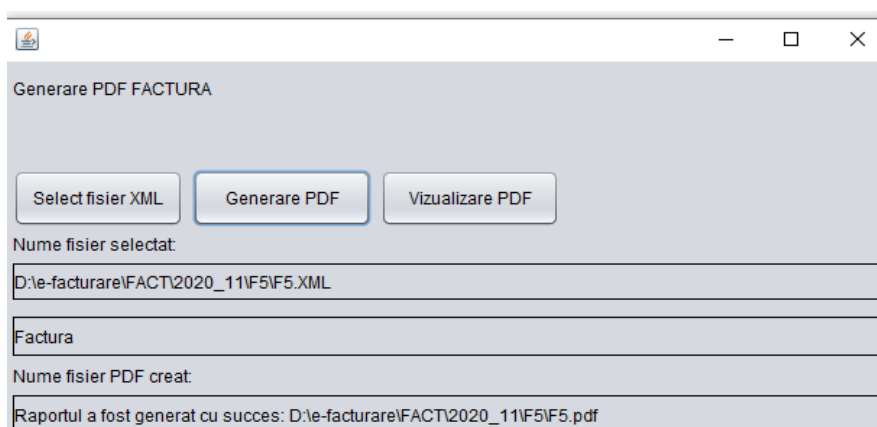 Generare PDF FACTURA
Select fisier XML Generare PDF Vizualizare PDF
Nume fisier selectat:
D:\e-facturare\FACT\2020_11\F5\F5.XML
Factura
Nume fisier PDF creat:
Raportul a fost generat cu succes: D:\e-facturare\FACT\2020_11\F5\F5.pdf